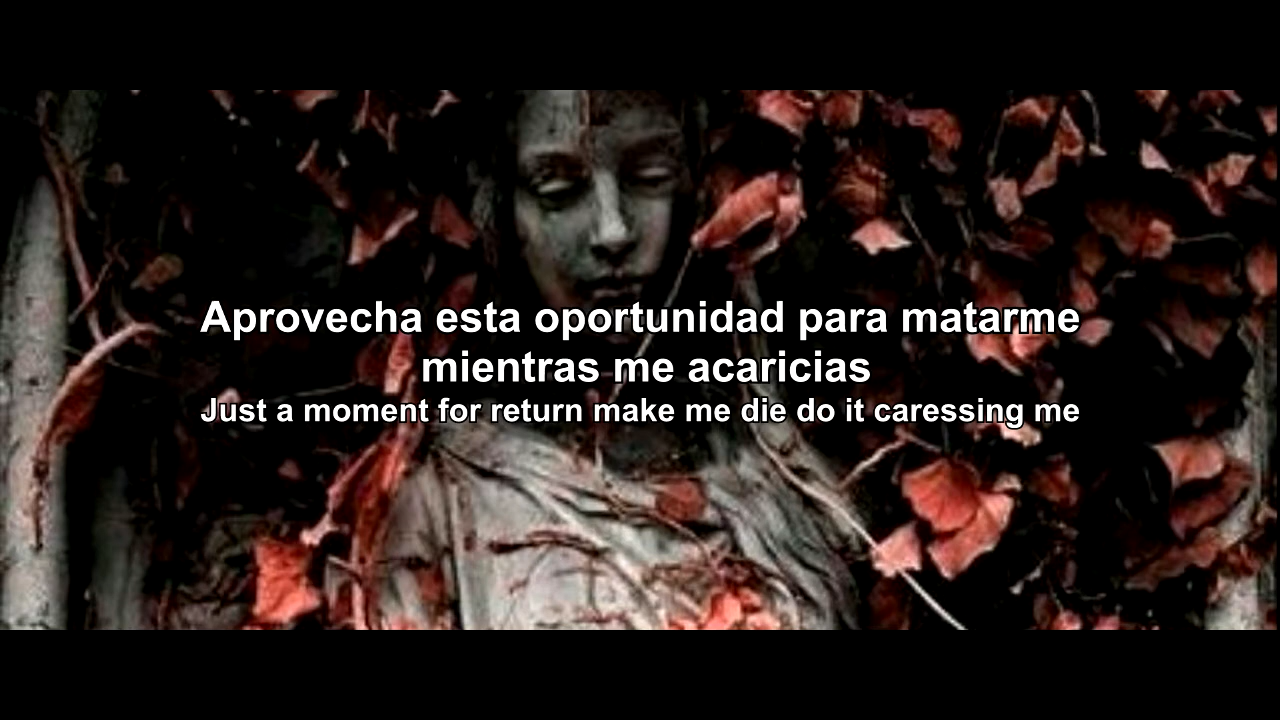 Aprovecha esta oportunidad para matarme
mientras me acaricias
Just a moment for return make me die do it caressing me